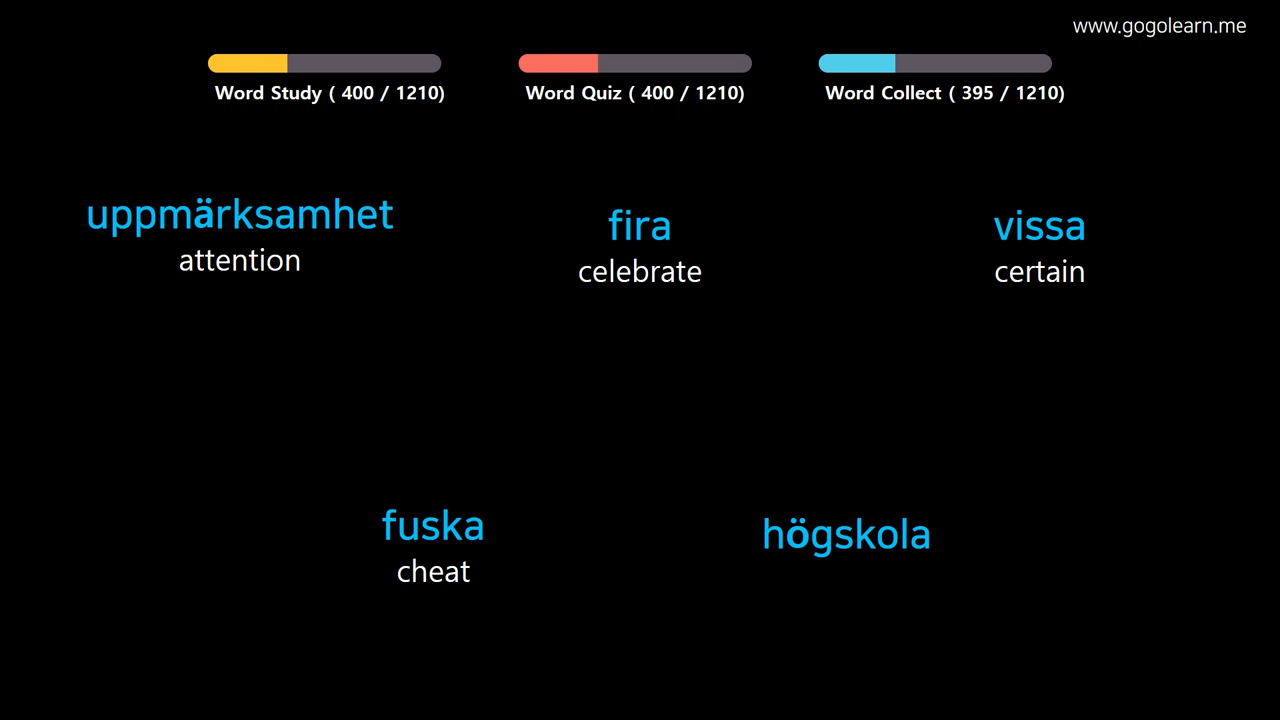 www.gogolearn.me
Word Study ( 400 / 1210)
Word Quiz ( 400 / 1210)
Word Collect ( 395 / 1210)
uppmärksamhet
attention
fira
celebrate
vissa
certain
fuska
cheat
högskola